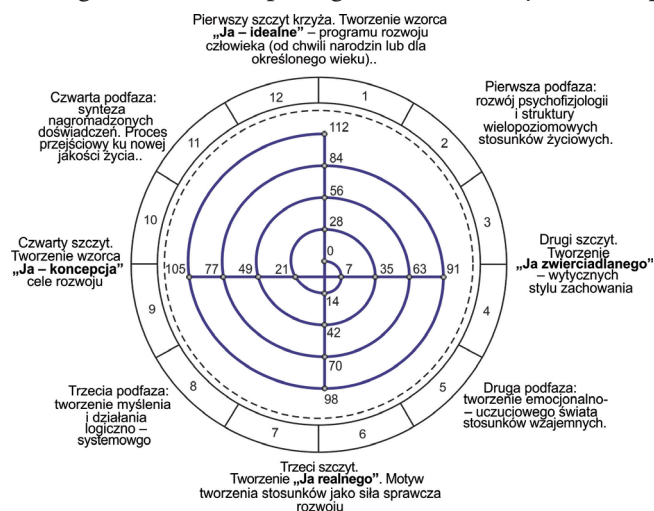 Pierwszy szczyt krzyża. Tworzenie wzorca
„Ja – idealne” – programu rozwoju
człowieka (od chwili narodzin lub dla
określonego wieku)..
Czwarta podfaza:
synteza
nagromadzonych
doświadczeń. Proces
przejściowy ku nowej
jakości życia..
Pierwsza podfaza:
rozwój psychofizjologii
i struktury
wielopoziomowych
stosunków życiowych.
12
1
11
2
10
3
9
4
8
5
7
6
112
84
56
28
0
105
77
49
21
7
35
63
91
14
42
70
98
Czwarty szczyt.
Tworzenie wzorca
„Ja – koncepcja”
cele rozwoju
Drugi szczyt.
Tworzenie
„Ja zwierciadlanego”
– wytycznych
stylu zachowania
Trzecia podfaza:
tworzenie myślenia
i działania
logiczno –
systemowgo
Druga podfaza:
tworzenie emocjonalno-
– uczuciowego świata
stosunków wzajemnych.
Trzeci szczyt.
Tworzenie „Ja realnego”. Motyw
tworzenia stosunków jako siła sprawcza
rozwoju